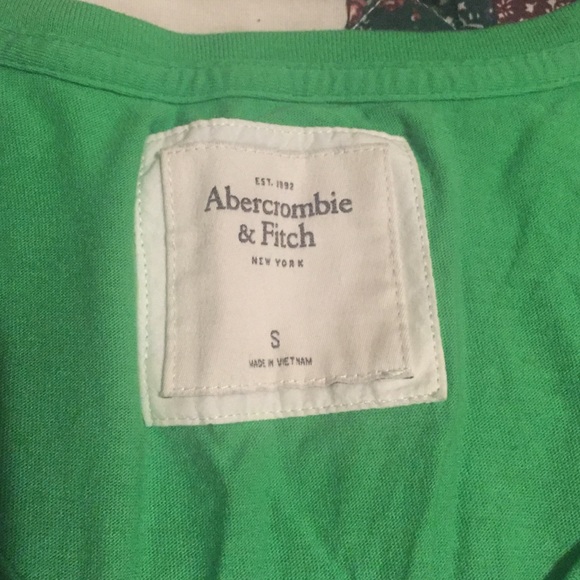 EST. 1892
Abercrombie
& Fitch
NEW YORK
S
MADE IN VIETNAM